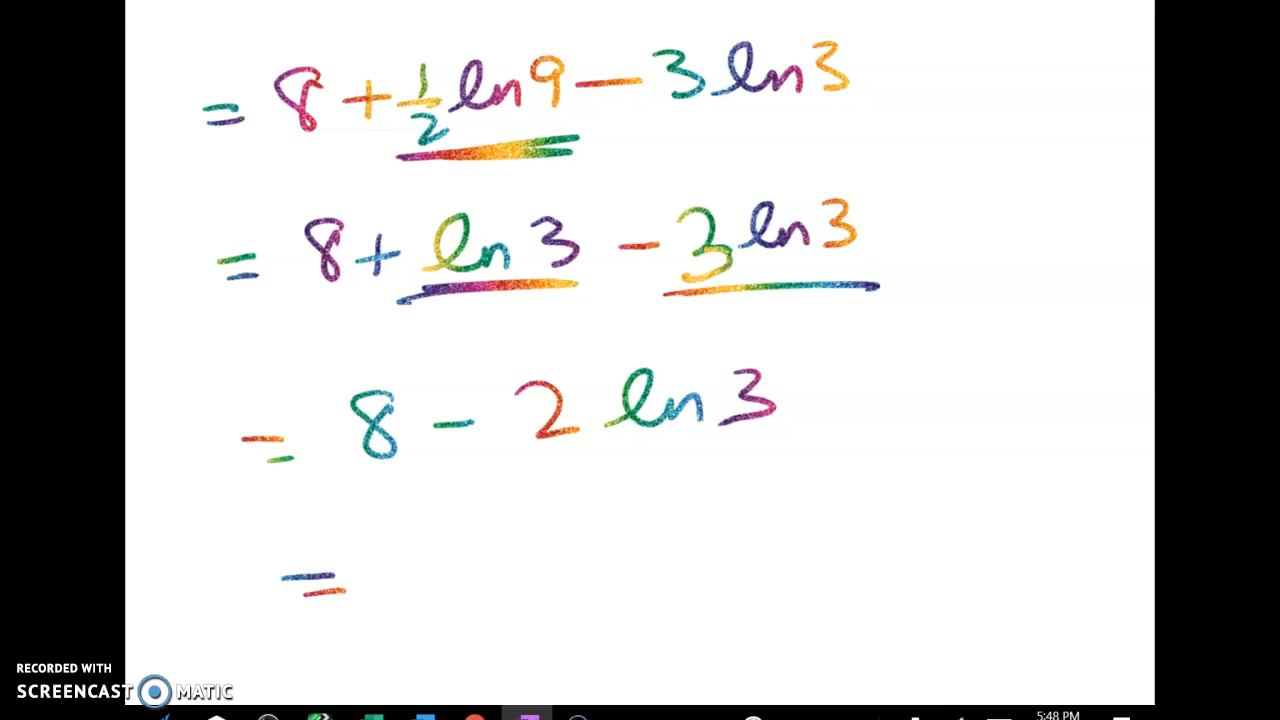 = 8 + 1/2 ln 9 - 3 ln 3
= 8 + ln 3 - 3 ln 3
= 8 - 2 ln 3
=
RECORDED WITH
SCREENCAST MATIC
5:48 PM